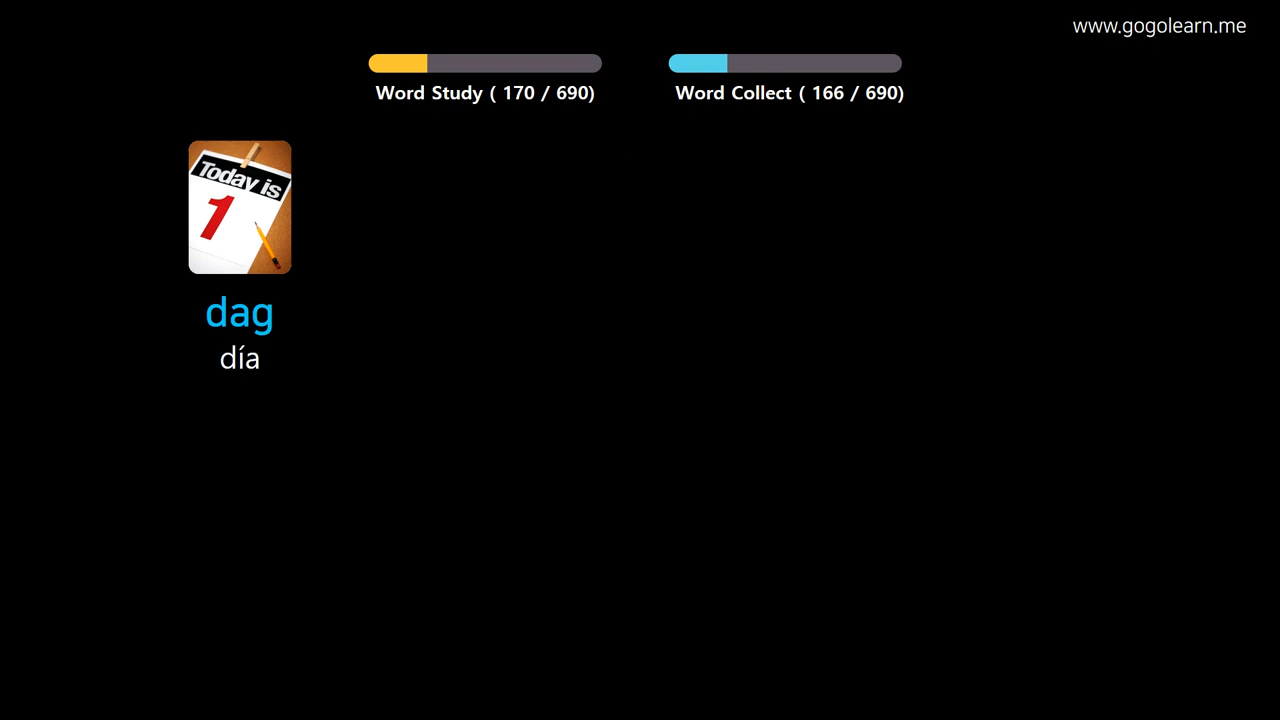 www.gogolearn.me
Word Study ( 170 / 690)
Word Collect ( 166 / 690)
Today is
1
dag
día